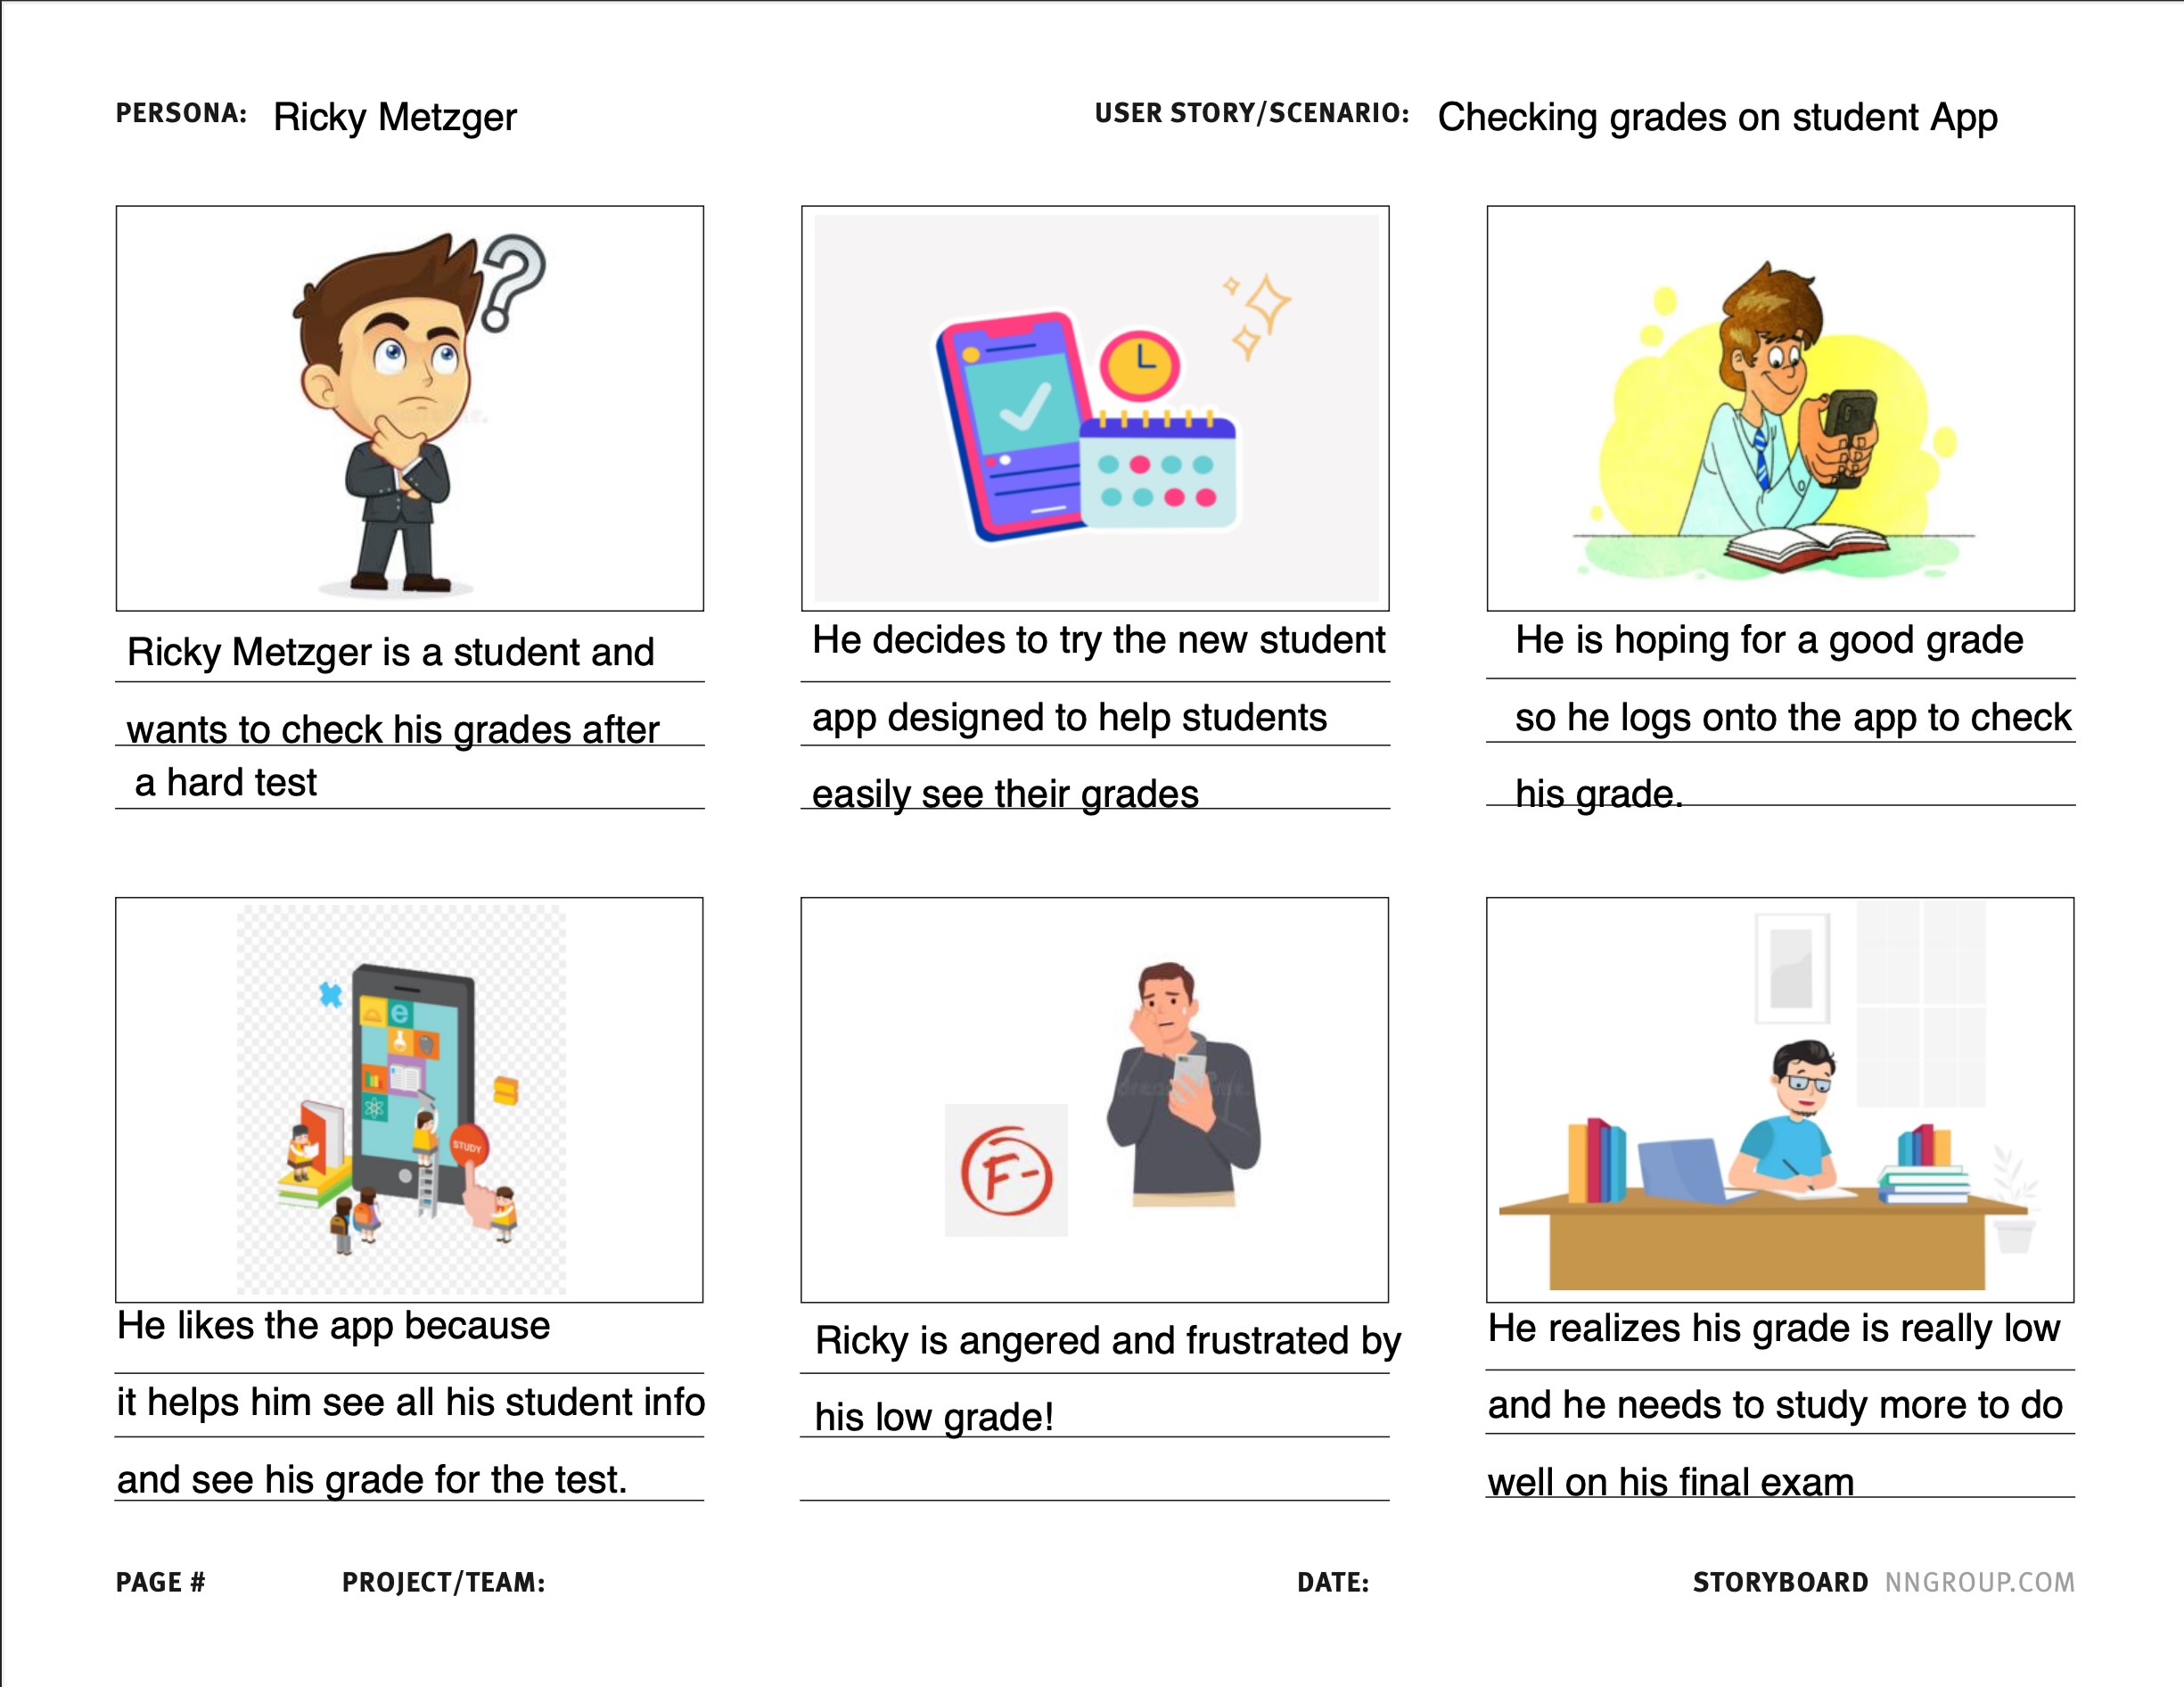 PERSONA: Ricky Metzger
USER STORY/SCENARIO: Checking grades on student App
Ricky Metzger is a student and
wants to check his grades after
a hard test
He decides to try the new student
app designed to help students
easily see their grades
He is hoping for a good grade
so he logs onto the app to check
his grade.
STUDY
He likes the app because
it helps him see all his student info
and see his grade for the test.
F-
Ricky is angered and frustrated by
his low grade!
He realizes his grade is really low
and he needs to study more to do
well on his final exam
PAGE #
PROJECT/TEAM:
DATE:
STORYBOARD NNGROUP.COM